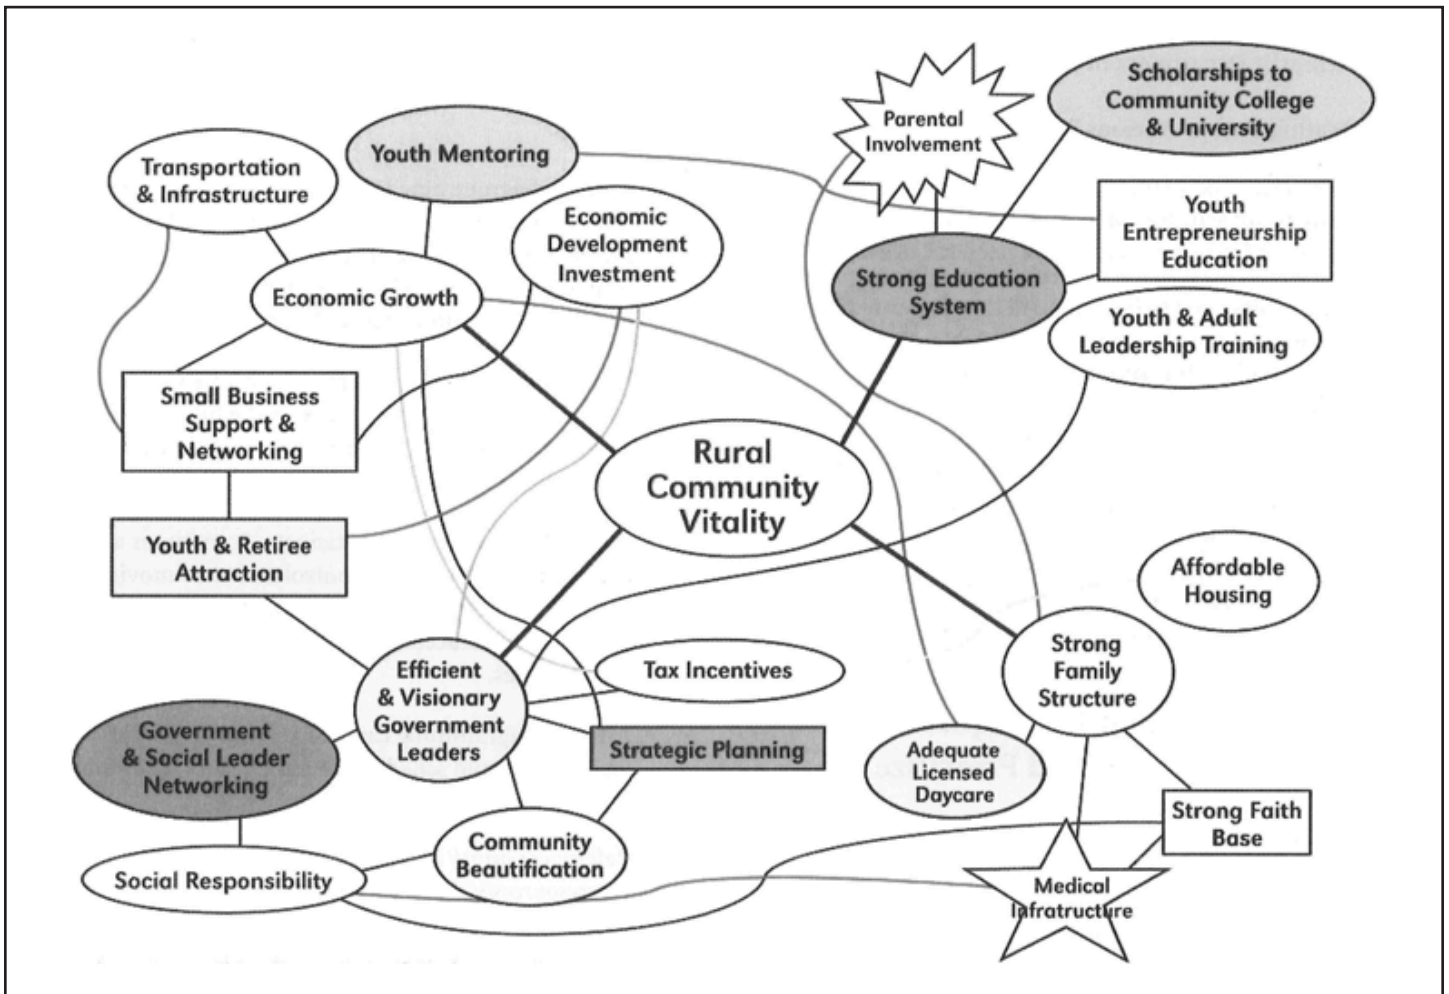 Scholarships to
Community College
& University
Parental
Involvement
Youth Mentoring
Transportation
& Infrastructure
Youth
Entrepreneurship
Education
Economic
Development
Investment
Strong Education
System
Economic Growth
Youth & Adult
Leadership Training
Small Business
Support &
Networking
Rural
Community
Vitality
Youth & Retiree
Attraction
Affordable
Housing
Efficient
& Visionary
Government
Leaders
Tax Incentives
Strong
Family
Structure
Government
& Social Leader
Networking
Strategic Planning
Adequate
Licensed
Daycare
Strong Faith
Base
Community
Beautification
Social Responsibility
Medical
Infratructure